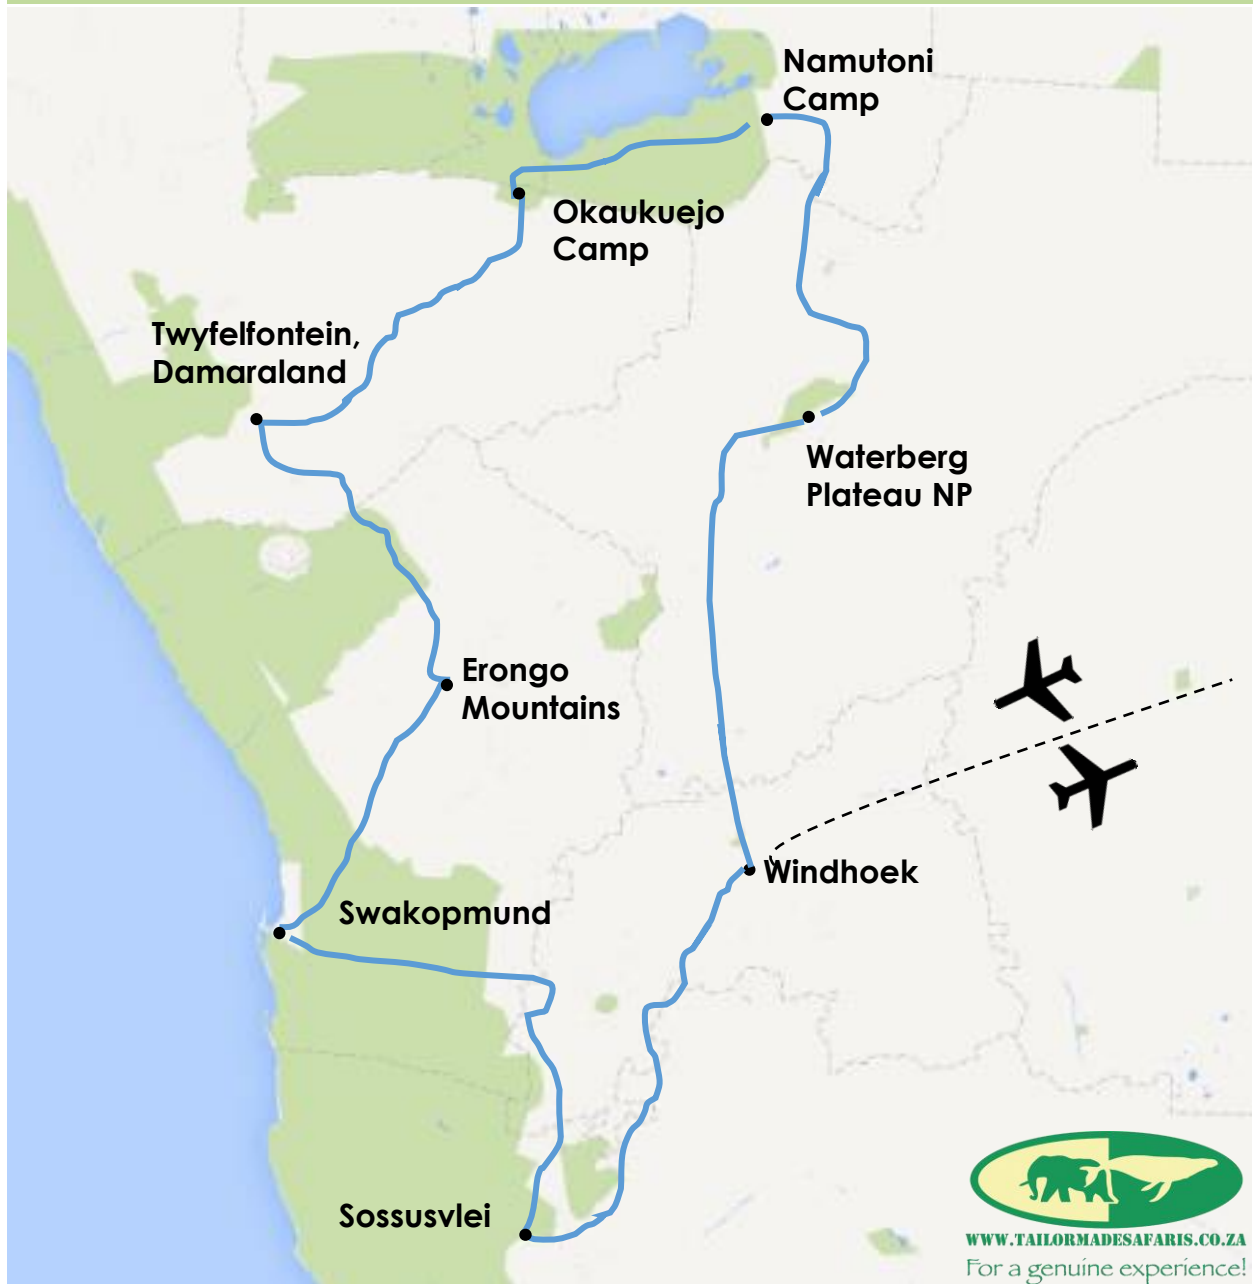 Namutoni
Camp
Okaukuejo
Camp
Twyfelfontein,
Damaraland
Waterberg
Plateau NP
Erongo
Mountains
Windhoek
Swakopmund
Sossusvlei
WWW.TAILORMADESAFARIS.CO.ZA
For a genuine experience!